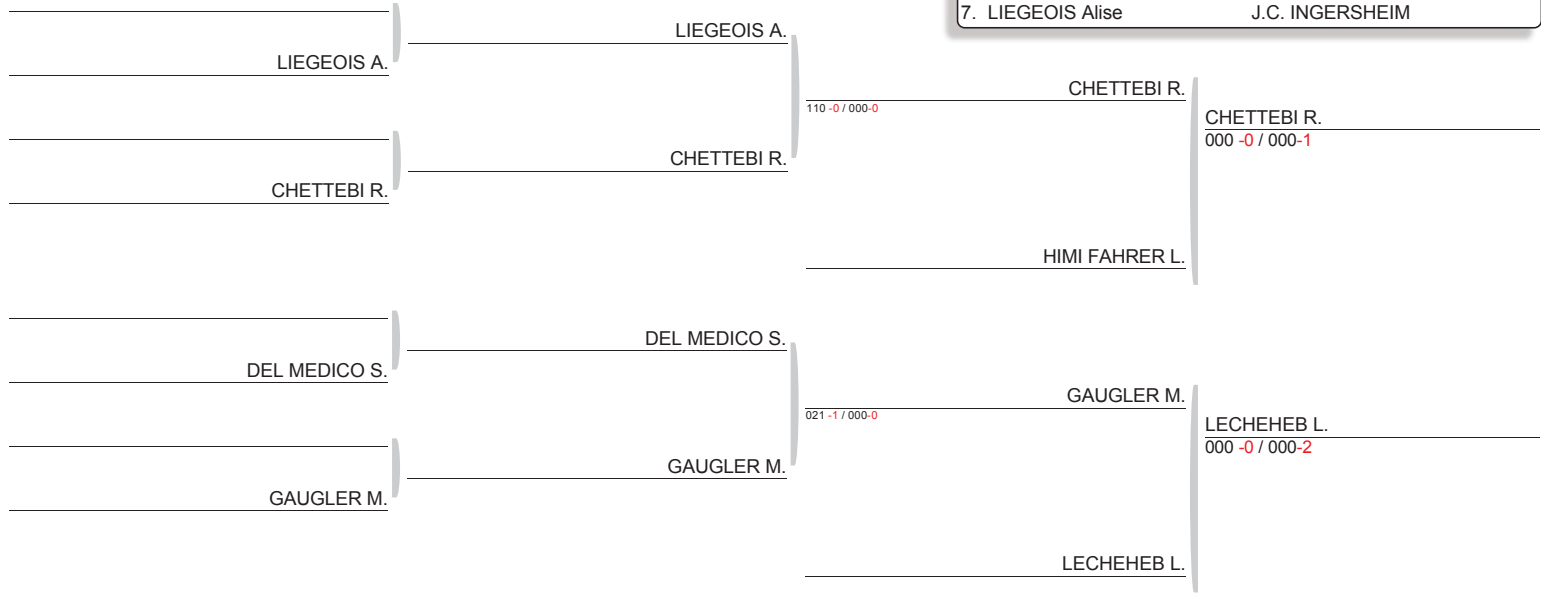 7. LIEGEOIS Alise J.C. INGERSHEIM
LIEGEOIS A.
LIEGEOIS A.
CHETTEBI R.
110 -0 / 000-0
CHETTEBI R.
000 -0 / 000-1
CHETTEBI R.
CHETTEBI R.
HIMI FAHRER L.
DEL MEDICO S.
DEL MEDICO S.
GAUGLER M.
021 -1 / 000-0
LECHEHEB L.
000 -0 / 000-2
GAUGLER M.
GAUGLER M.
LECHEHEB L.